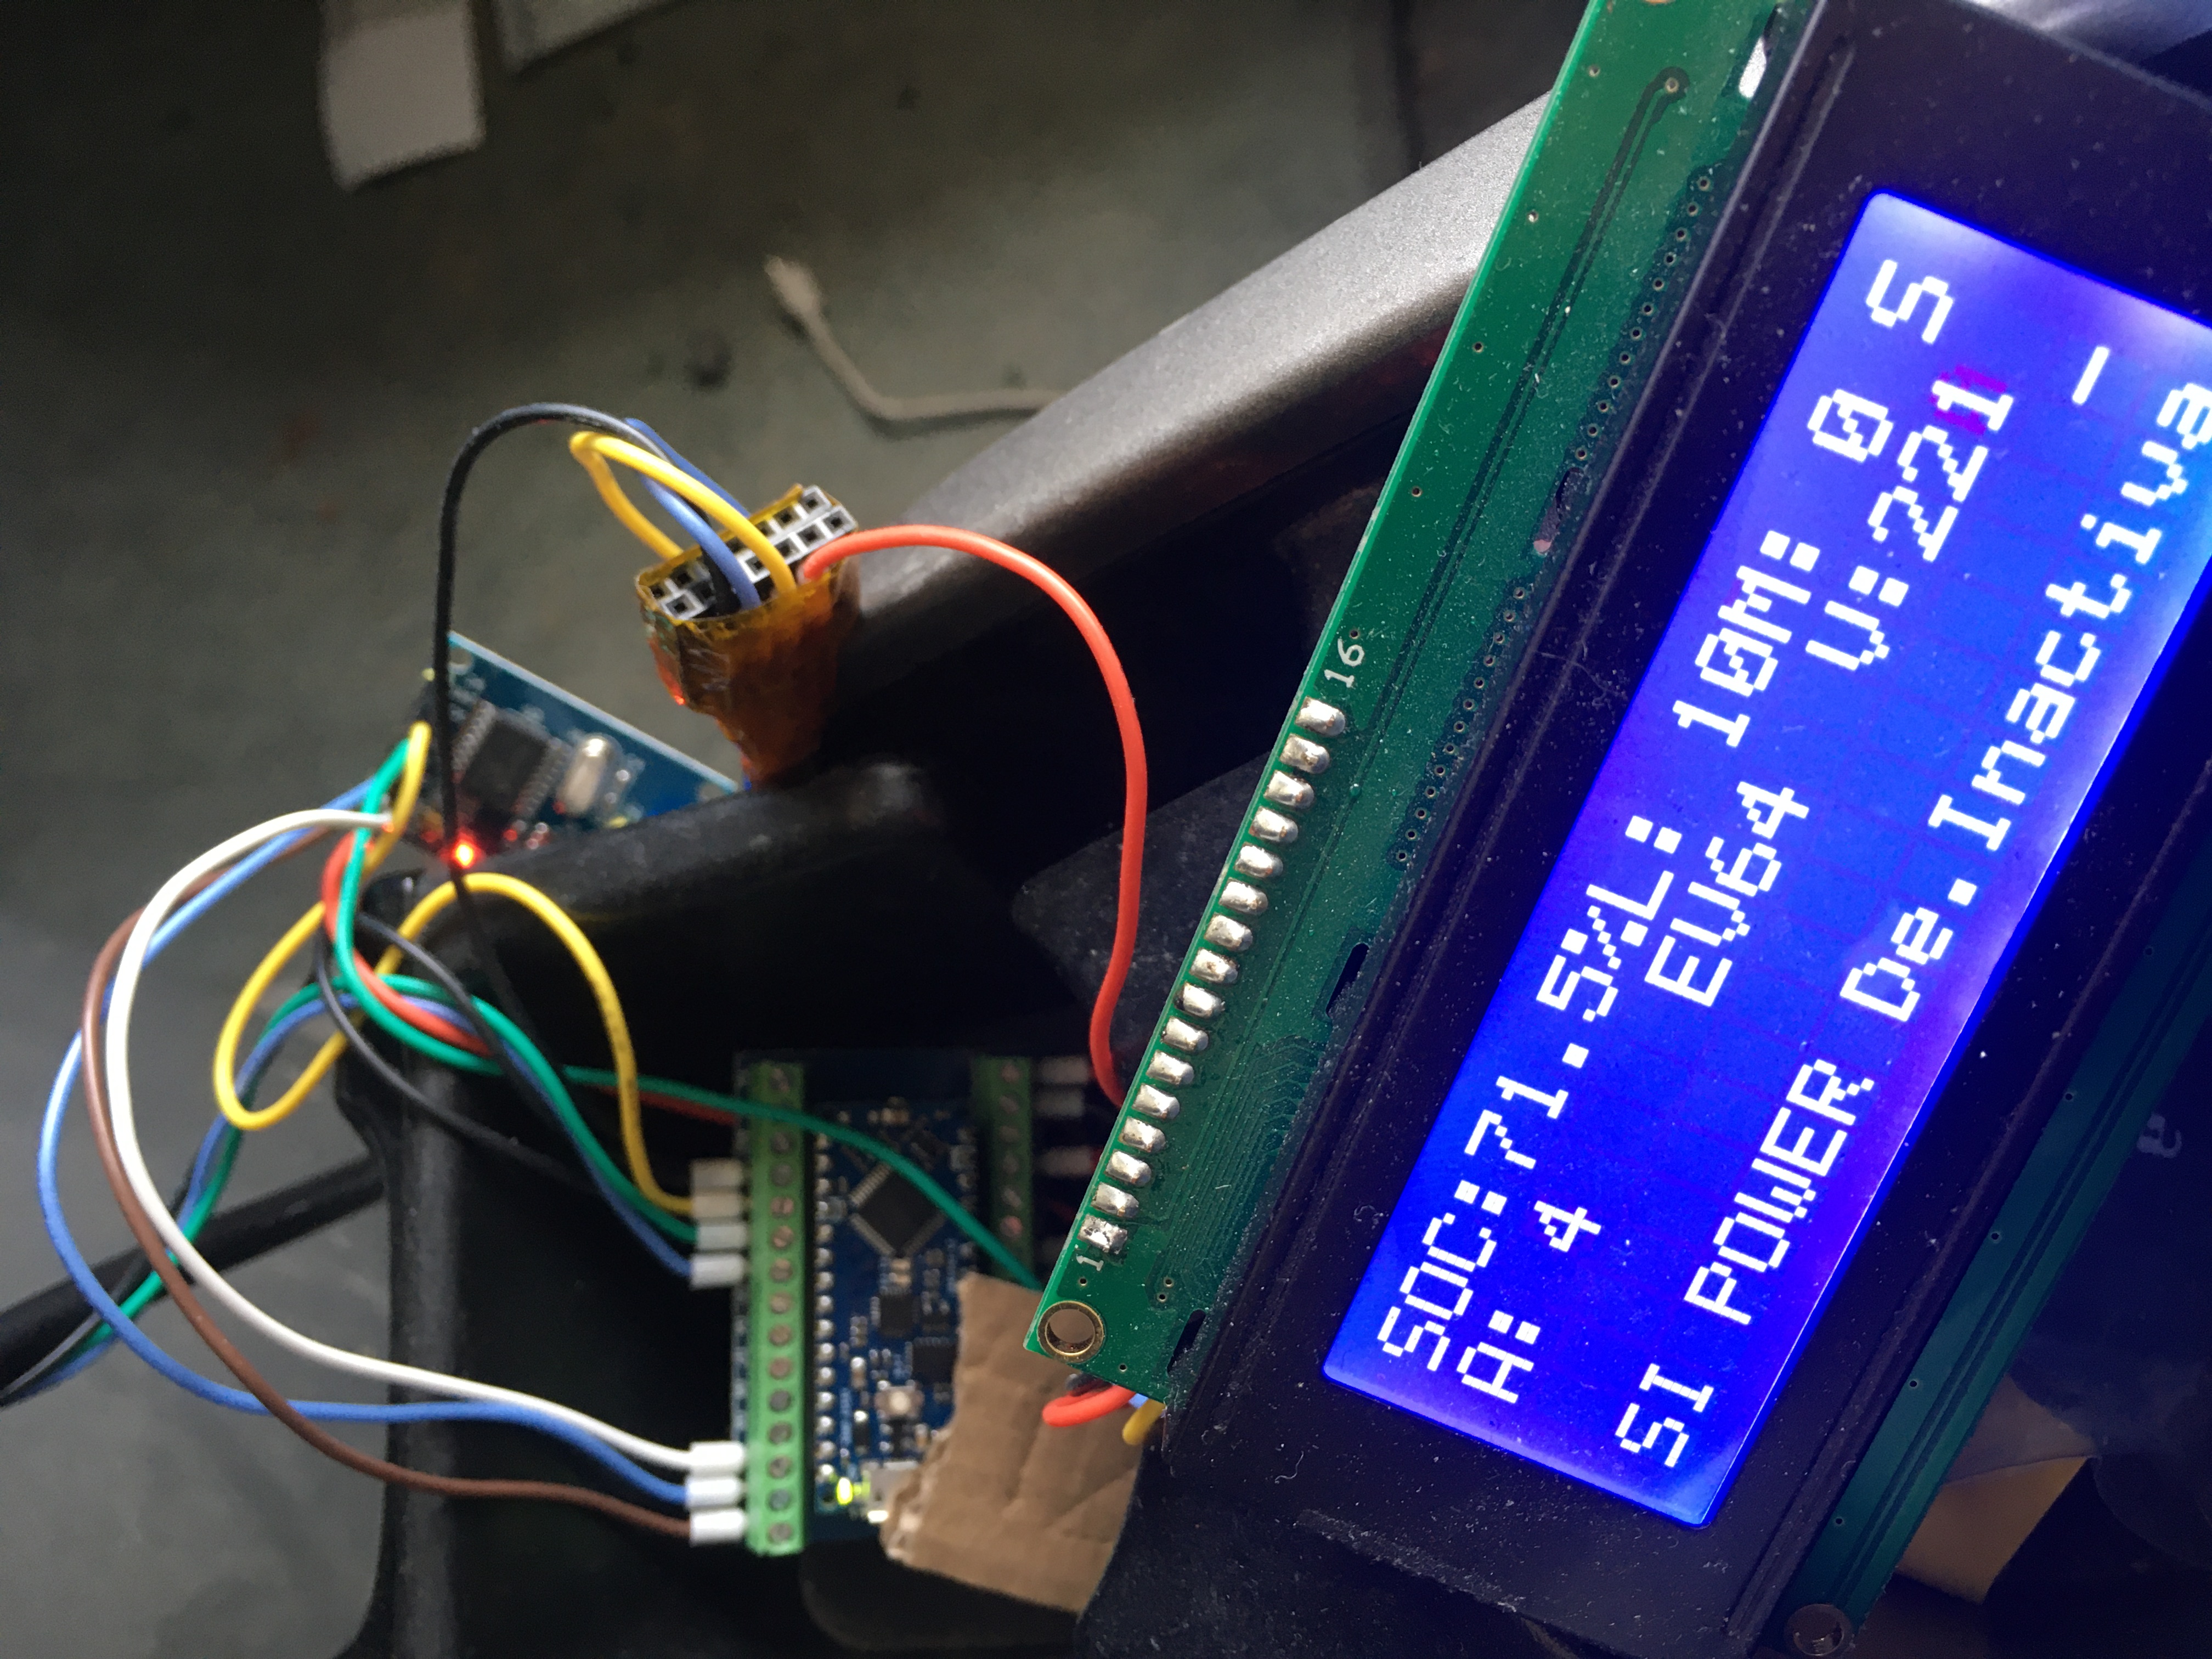 1
16
SOC:71.5%L: 10M: 0 S
A: 4 EV64 V:221
-
SI POWER De.Inactiva